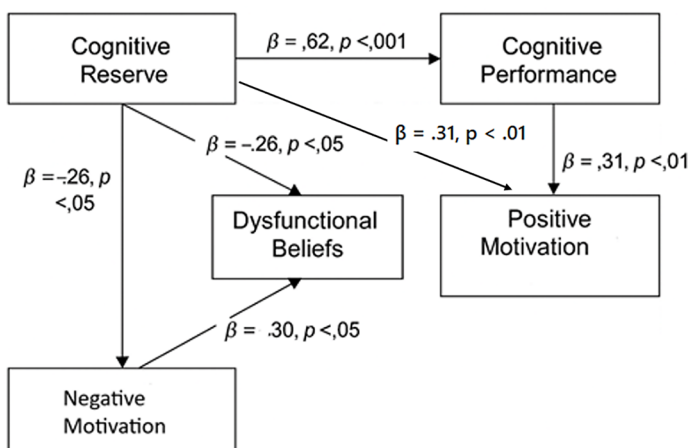 Cognitive
Reserve
β = ,62, p <,001
Cognitive
Performance
β = -.26, p <,05
β = .31, p < .01
β =-.26, p
<,05
β = ,31, p <,01
Dysfunctional
Beliefs
Positive
Motivation
β = .30, p <,05
Negative
Motivation